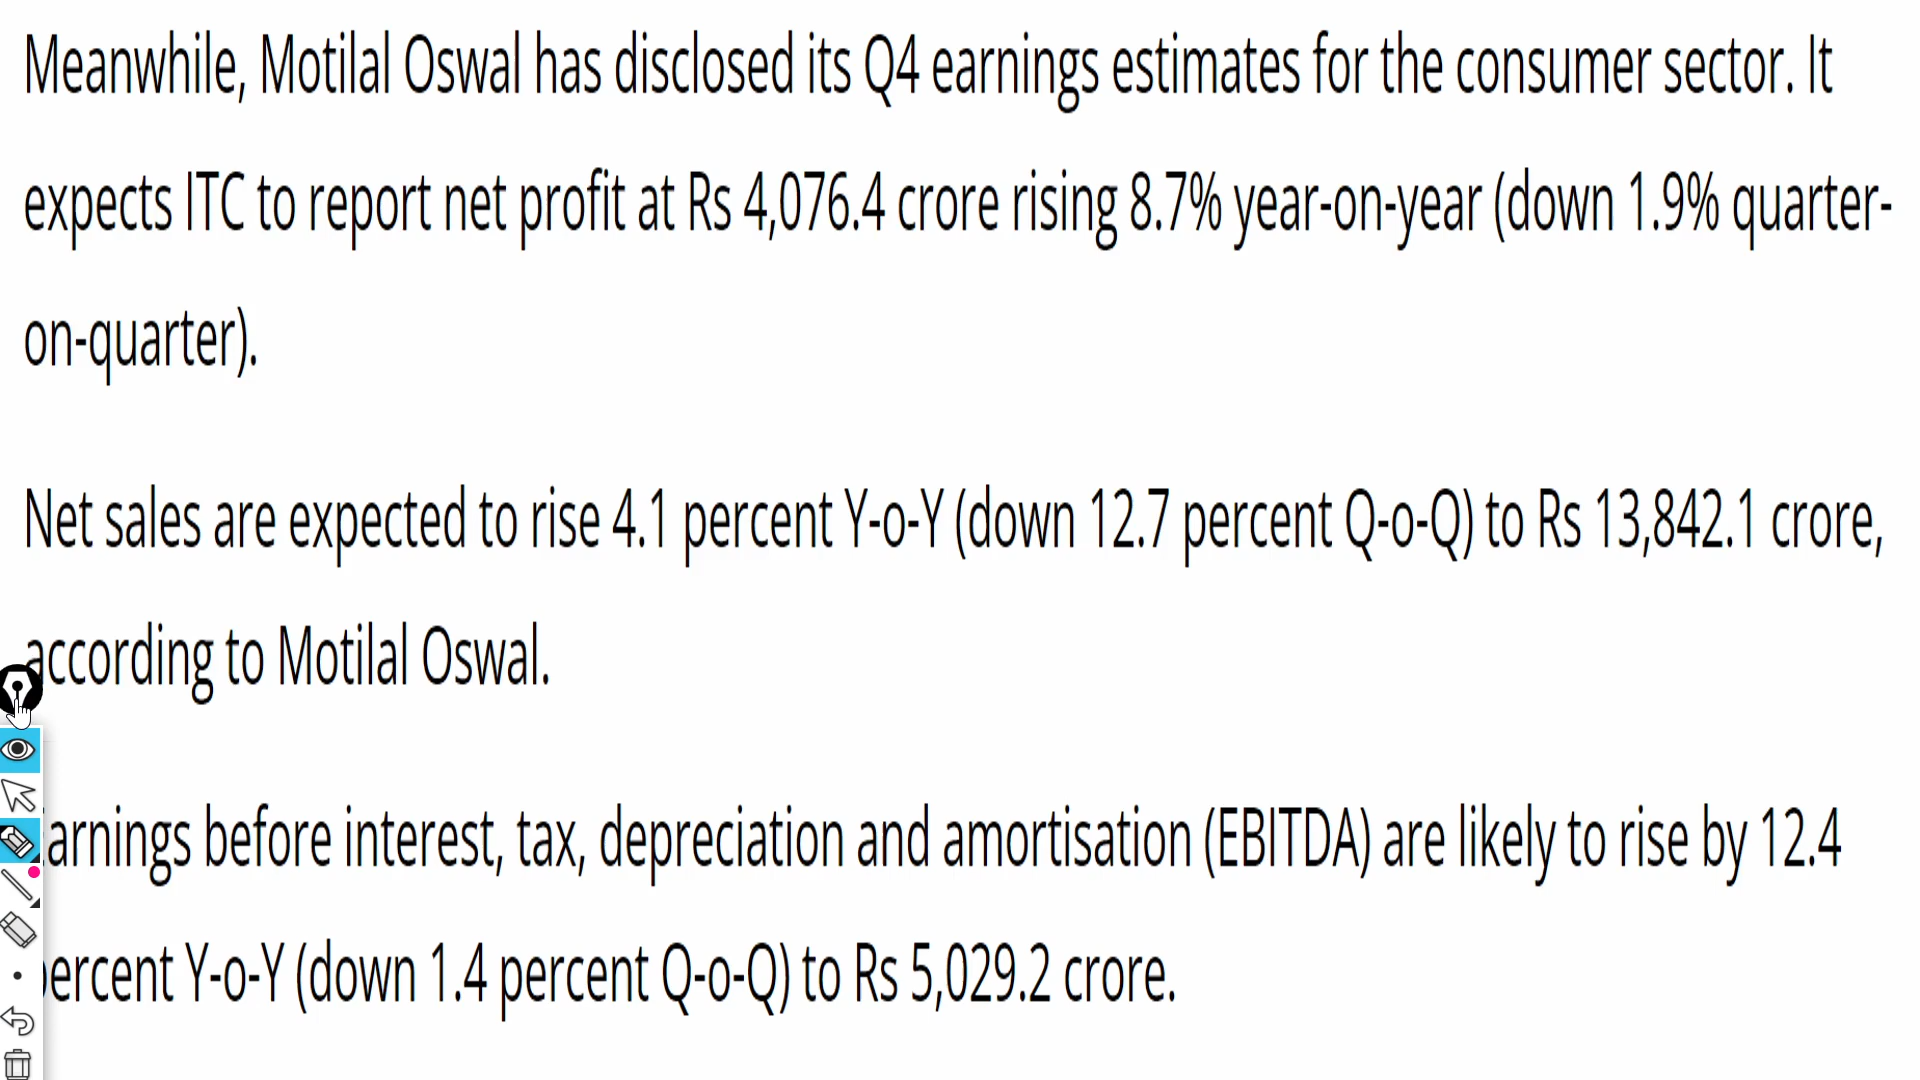 Meanwhile, Motilal Oswal has disclosed its Q4 earnings estimates for the consumer sector. It
expects ITC to report net profit at Rs 4,076.4 crore rising 8.7% year-on-year (down 1.9% quarter-
on-quarter).
Net sales are expected to rise 4.1 percent Y-o-Y (down 12.7 percent Q-o-Q) to Rs 13,842.1 crore,
according to Motilal Oswal.
Earnings before interest, tax, depreciation and amortisation (EBITDA) are likely to rise by 12.4
percent Y-o-Y (down 1.4 percent Q-o-Q) to Rs 5,029.2 crore.